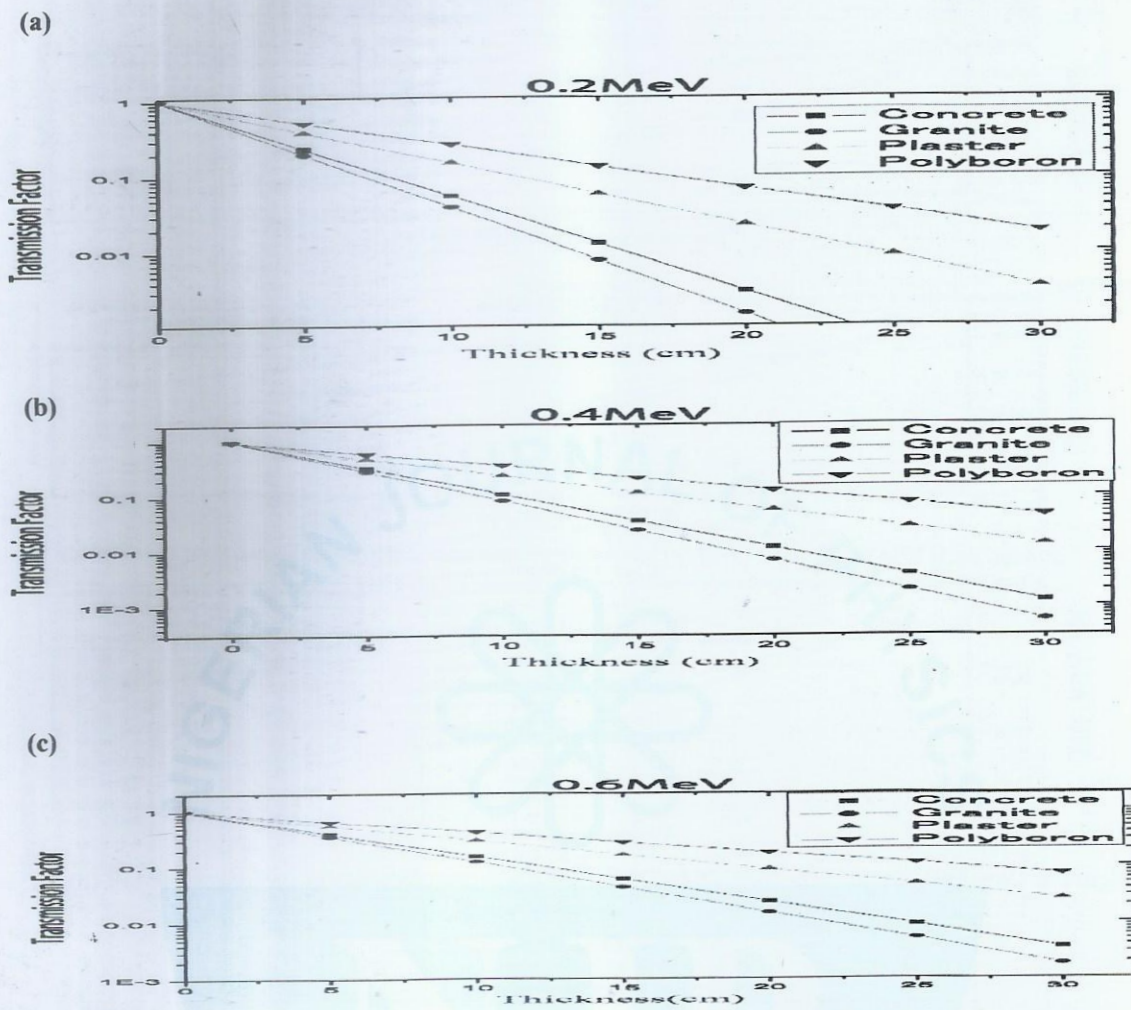 (a)
0.2MeV
Concrete
Granite
Plaster
Polyboron
1
0.1
0.01
Transmission Factor
0 5 10 15 20 25 30
Thickness (cm)
(b)
0.4MeV
Concrete
Granite
Plaster
Polyboron
1
0.1
0.01
1E-3
Transmission Factor
0 5 10 15 20 25 30
Thickness (cm)
(c)
0.6MeV
Concrete
Granite
Plaster
Polyboron
1
0.1
0.01
1E-3
Transmission Factor
0 5 10 15 20 25 30
Thickness(cm)
NIGERIAN JOURNAL